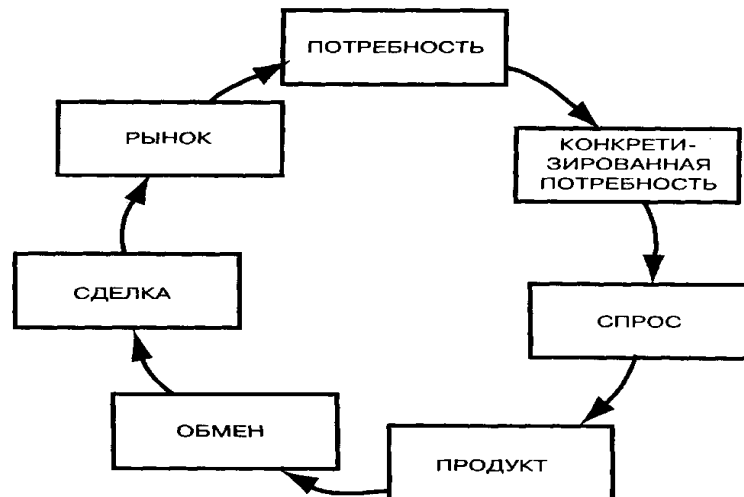 ПОТРЕБНОСТЬ
КОНКРЕТИ-
ЗИРОВАННАЯ
ПОТРЕБНОСТЬ
СПРОС
ПРОДУКТ
ОБМЕН
СДЕЛКА
РЫНОК